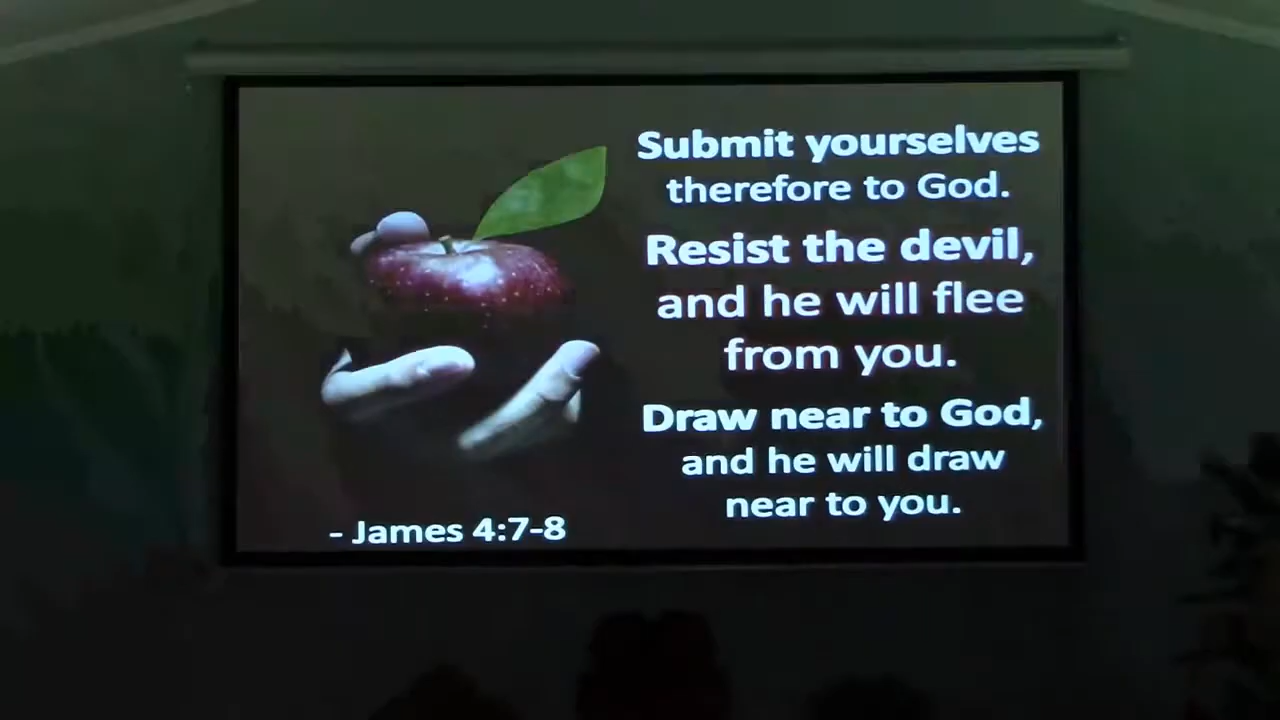 Submit yourselves
therefore to God.
Resist the devil,
and he will flee
from you.
Draw near to God,
and he will draw
near to you.
- James 4:7-8